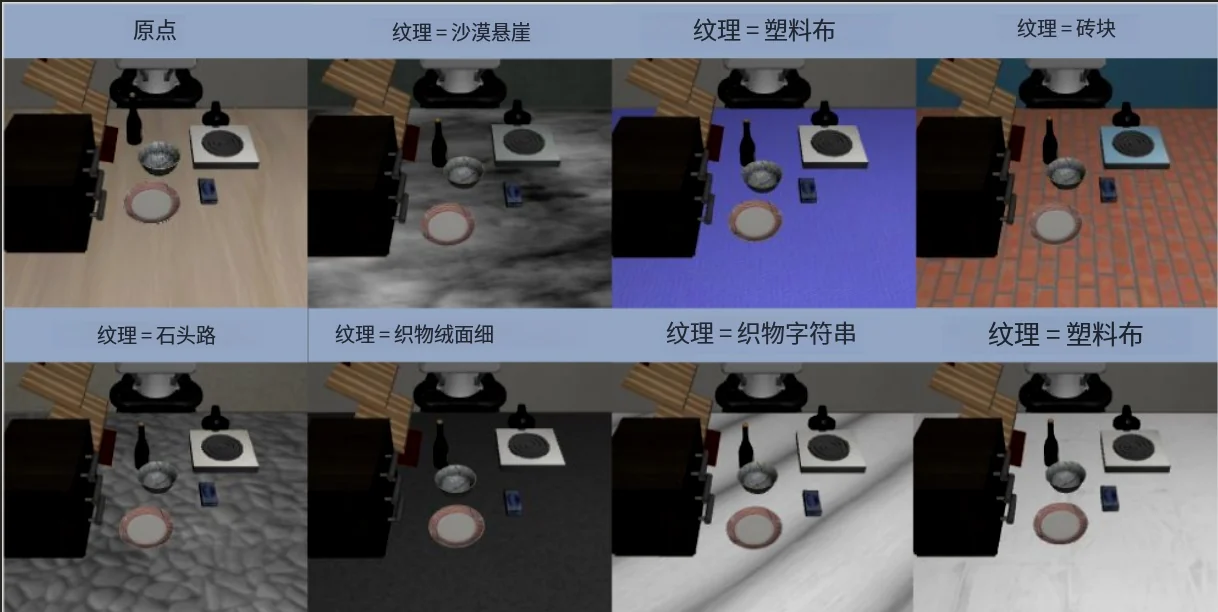 原点
纹理=沙漠悬崖
纹理=塑料布
纹理=砖块
纹理=石头路
纹理=织物绒面细
纹理=织物字符串
纹理=塑料布